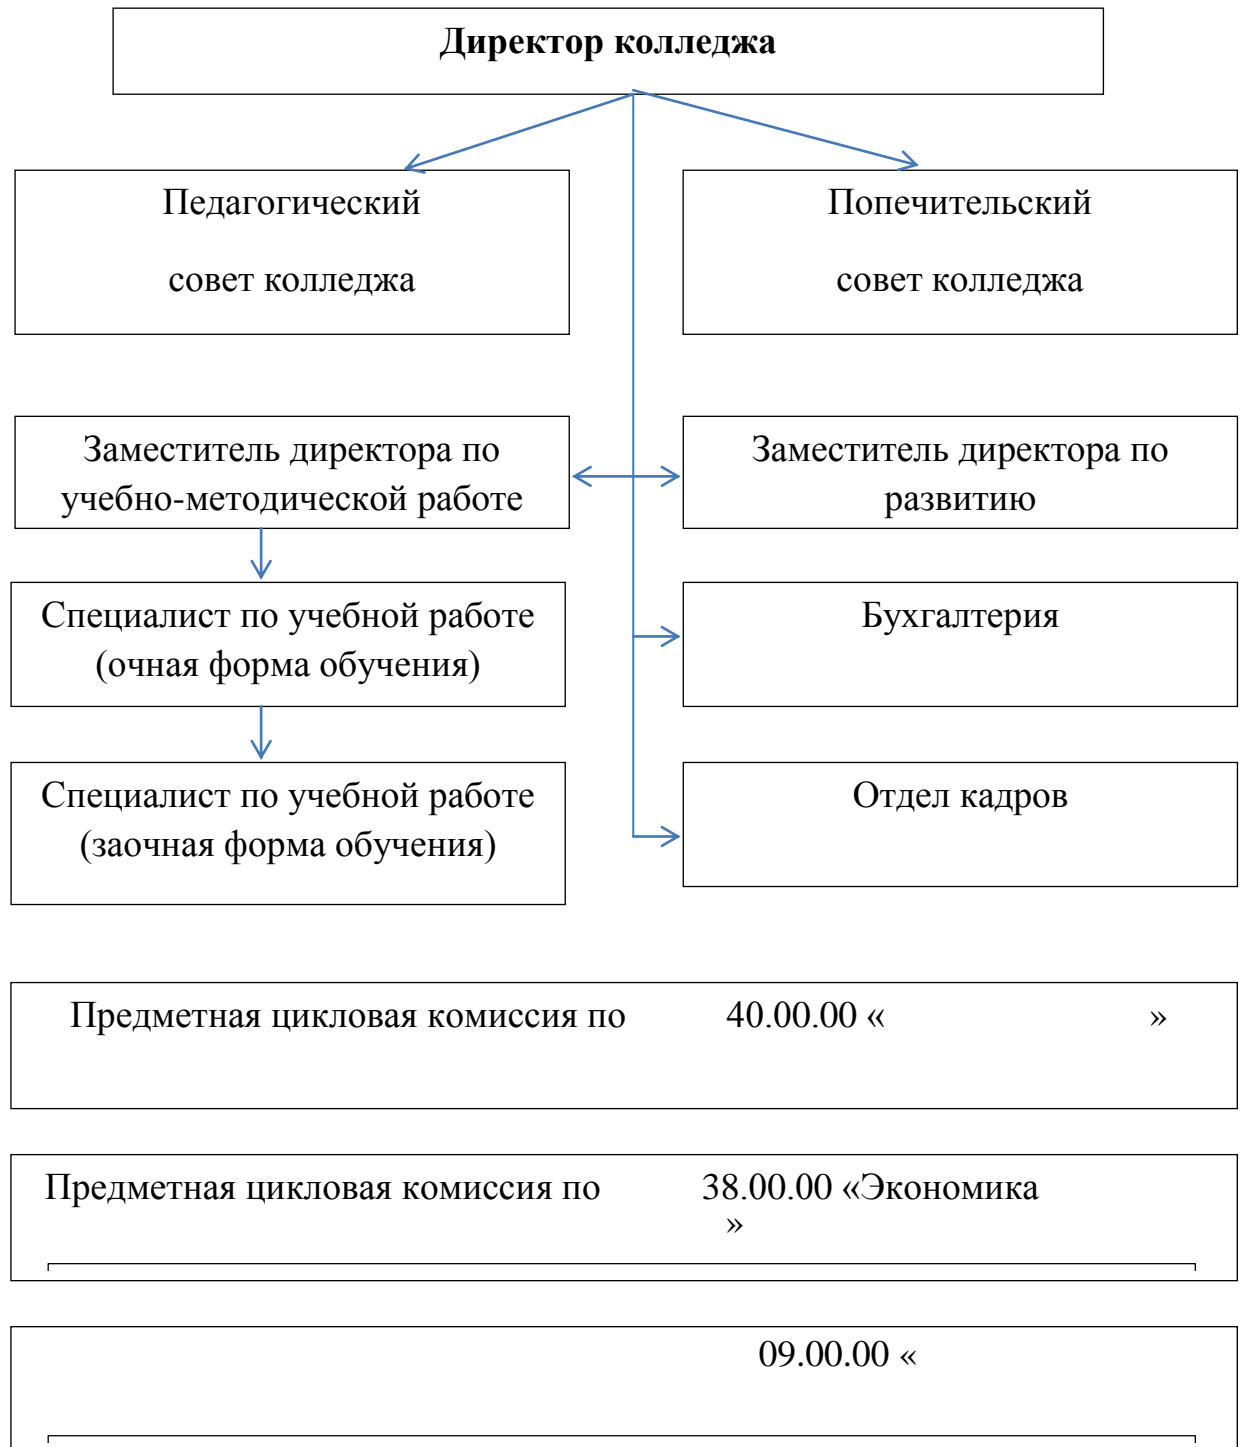 Директор колледжа
Педагогический
совет колледжа
Попечительский
совет колледжа
Заместитель директора по
учебно-методической работе
Заместитель директора по
развитию
Специалист по учебной работе
(очная форма обучения)
Бухгалтерия
Специалист по учебной работе
(заочная форма обучения)
Отдел кадров
Предметная цикловая комиссия по 40.00.00 « »
Предметная цикловая комиссия по 38.00.00 «Экономика
»
09.00.00 «